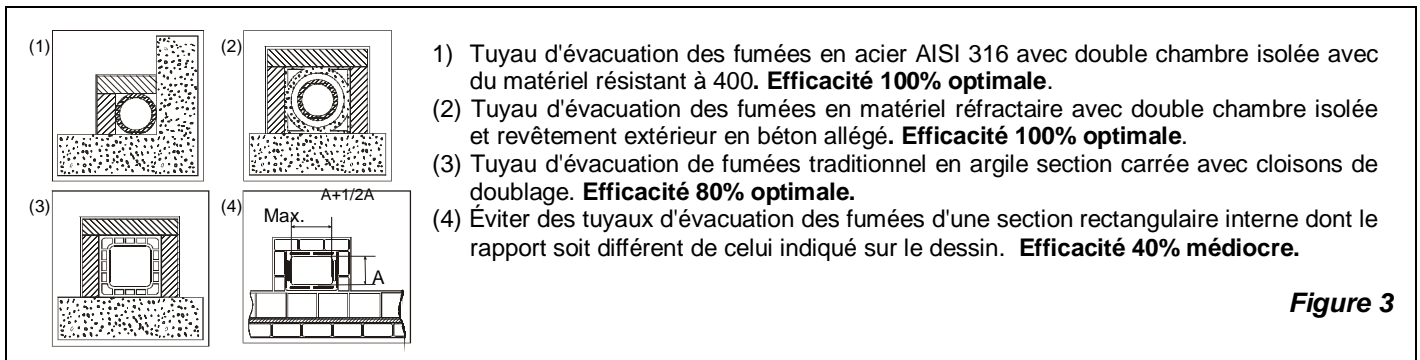 (1)
(2)
(3)
(4)
A+1/2A
Max.
A
1) Tuyau d'évacuation des fumées en acier AISI 316 avec double chambre isolée avec
du matériel résistant à 400. Efficacité 100% optimale.
(2) Tuyau d'évacuation des fumées en matériel réfractaire avec double chambre isolée
et revêtement extérieur en béton allégé. Efficacité 100% optimale.
(3) Tuyau d'évacuation de fumées traditionnel en argile section carrée avec cloisons de
doublage. Efficacité 80% optimale.
(4) Éviter des tuyaux d'évacuation des fumées d'une section rectangulaire interne dont le
rapport soit différent de celui indiqué sur le dessin. Efficacité 40% médiocre.
Figure 3